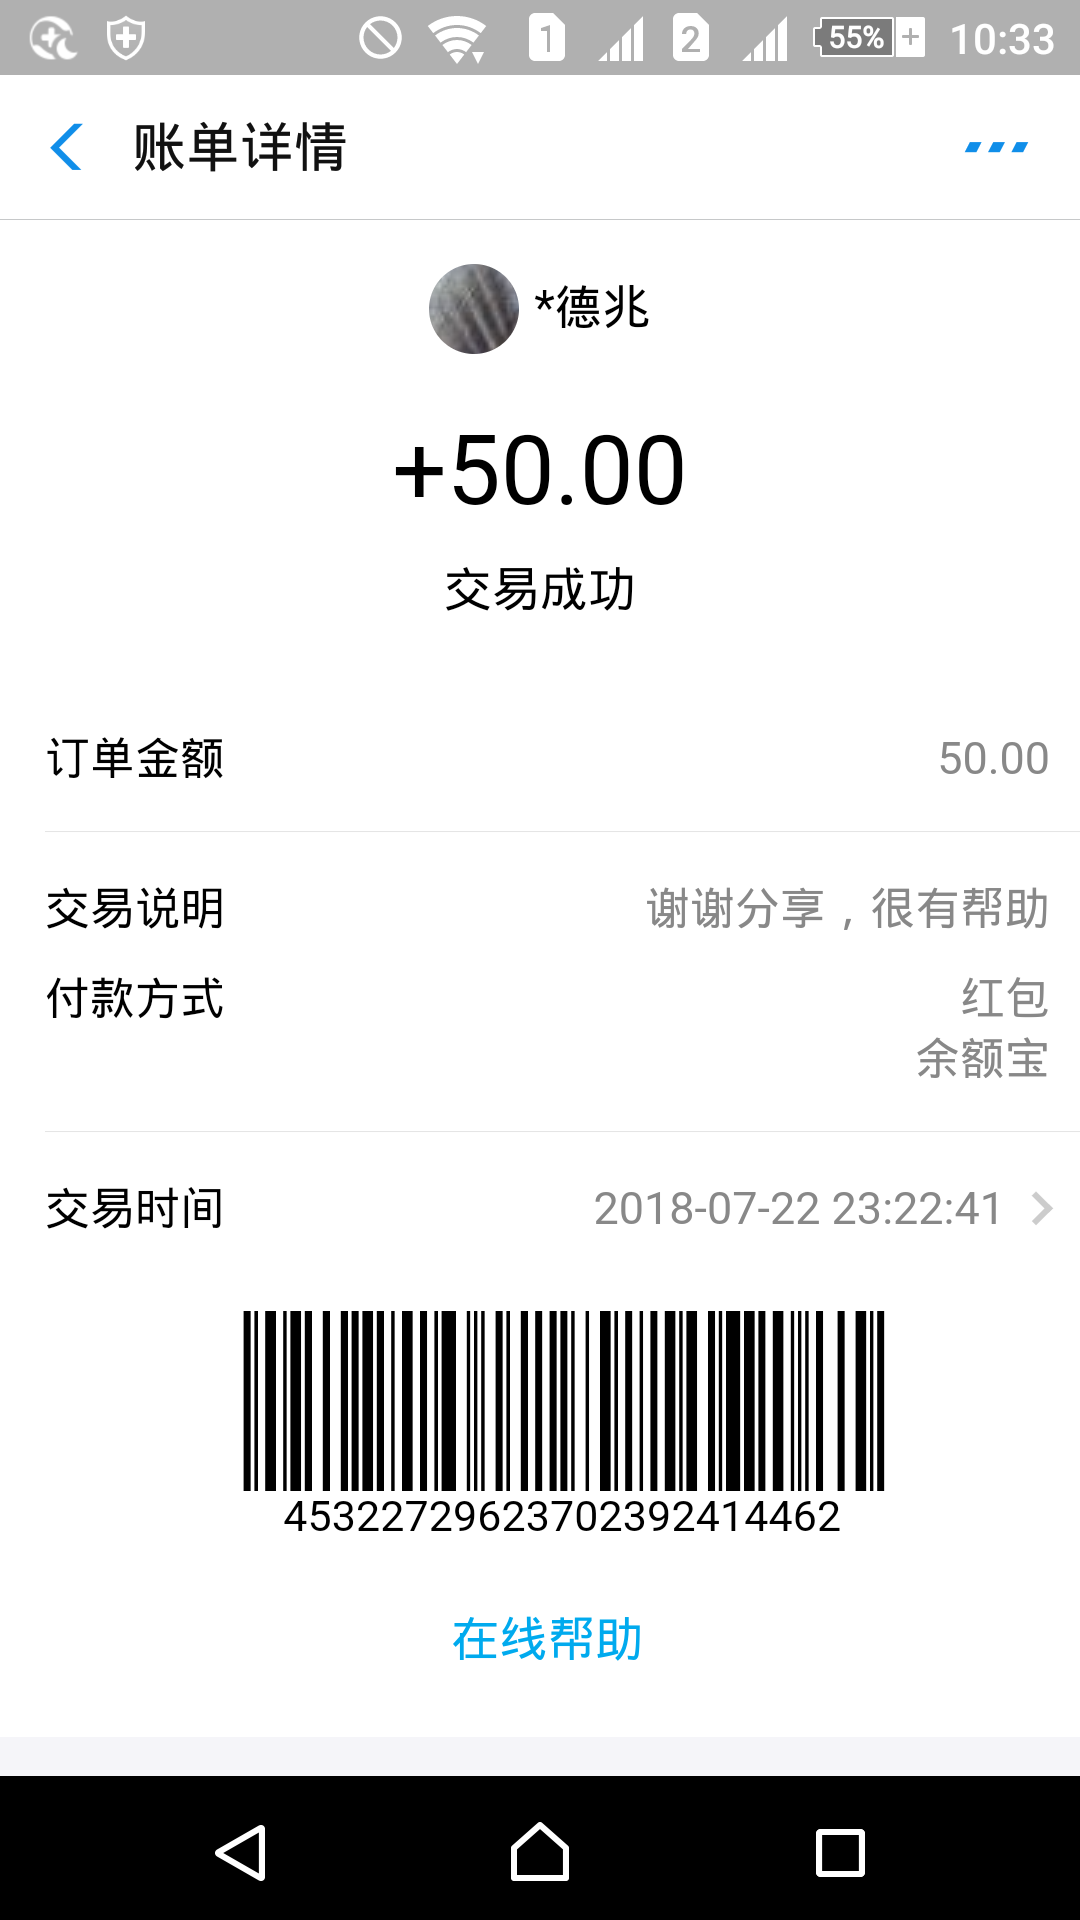 1 2 55% 10:33
账单详情
*德兆
+50.00
交易成功
订单金额 50.00
交易说明 谢谢分享，很有帮助
付款方式 红包
余额宝
交易时间 2018-07-22 23:22:41
45322729623702392414462
在线帮助